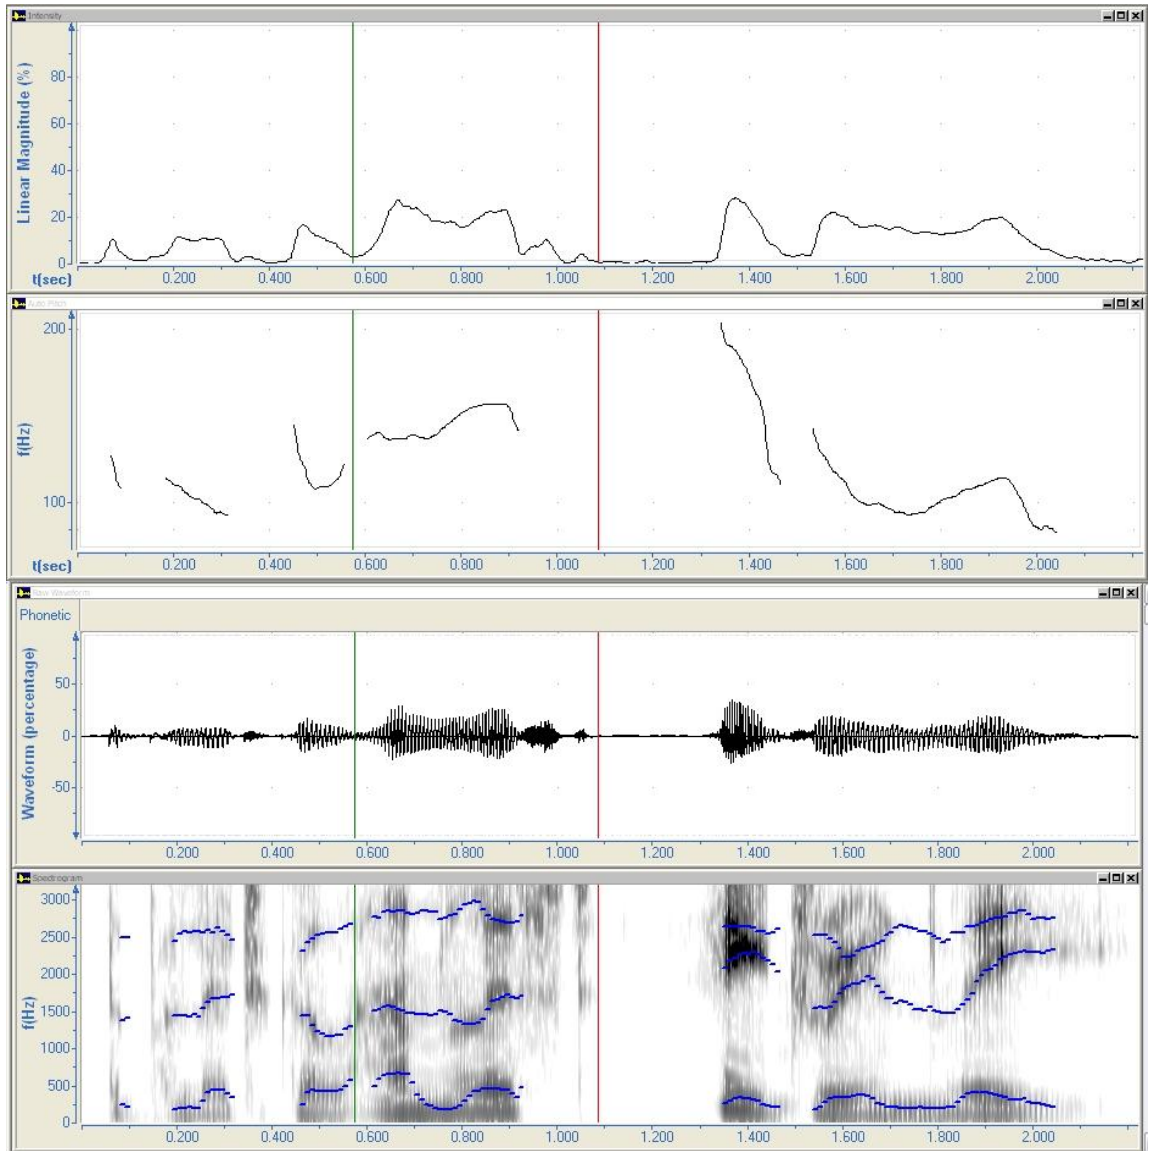 Intensity
Linear Magnitude (%)
80
60
40
20
0
t(sec)
0.200 0.400 0.600 0.800 1.000 1.200 1.400 1.600 1.800 2.000
Auto Pitch
f(Hz)
200
100
t(sec)
0.200 0.400 0.600 0.800 1.000 1.200 1.400 1.600 1.800 2.000
Raw Waveform
Phonetic
Waveform (percentage)
50
0
-50
0.200 0.400 0.600 0.800 1.000 1.200 1.400 1.600 1.800 2.000
Spectrogram
f(Hz)
3000
2500
2000
1500
1000
500
0
0.200 0.400 0.600 0.800 1.000 1.200 1.400 1.600 1.800 2.000